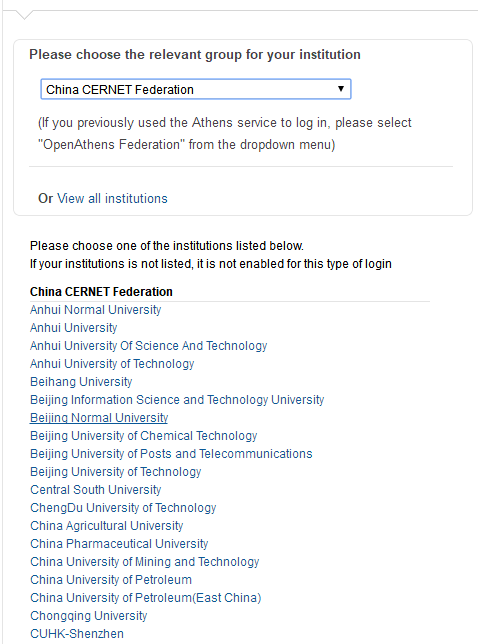 Please choose the relevant group for your institution
China CERNET Federation
(If you previously used the Athens service to log in, please select
"OpenAthens Federation" from the dropdown menu)
Or View all institutions
Please choose one of the institutions listed below.
If your institutions is not listed, it is not enabled for this type of login
China CERNET Federation
Anhui Normal University
Anhui University
Anhui University Of Science And Technology
Anhui University of Technology
Beihang University
Beijing Information Science and Technology University
Beijing Normal University
Beijing University of Chemical Technology
Beijing University of Posts and Telecommunications
Beijing University of Technology
Central South University
ChengDu University of Technology
China Agricultural University
China Pharmaceutical University
China University of Mining and Technology
China University of Petroleum
China University of Petroleum(East China)
Chongqing University
CUHK-Shenzhen